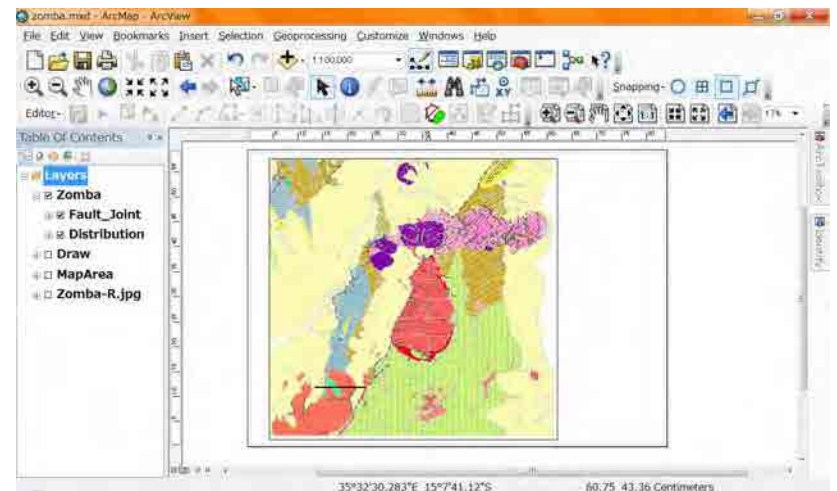 zomba.mxd - ArcMap - ArcView
File Edit View Bookmarks Insert Selection Geoprocessing Customize Windows Help
1:100,000
Snapping-
Editor-
17%
Table Of Contents
Layers
Zomba
Fault_Joint
Distribution
Draw
MapArea
Zomba-R.jpg
ArcToolbox
Identify
35°32'30.283"E 15°7'41.12"S
60.75 43.36 Centimeters